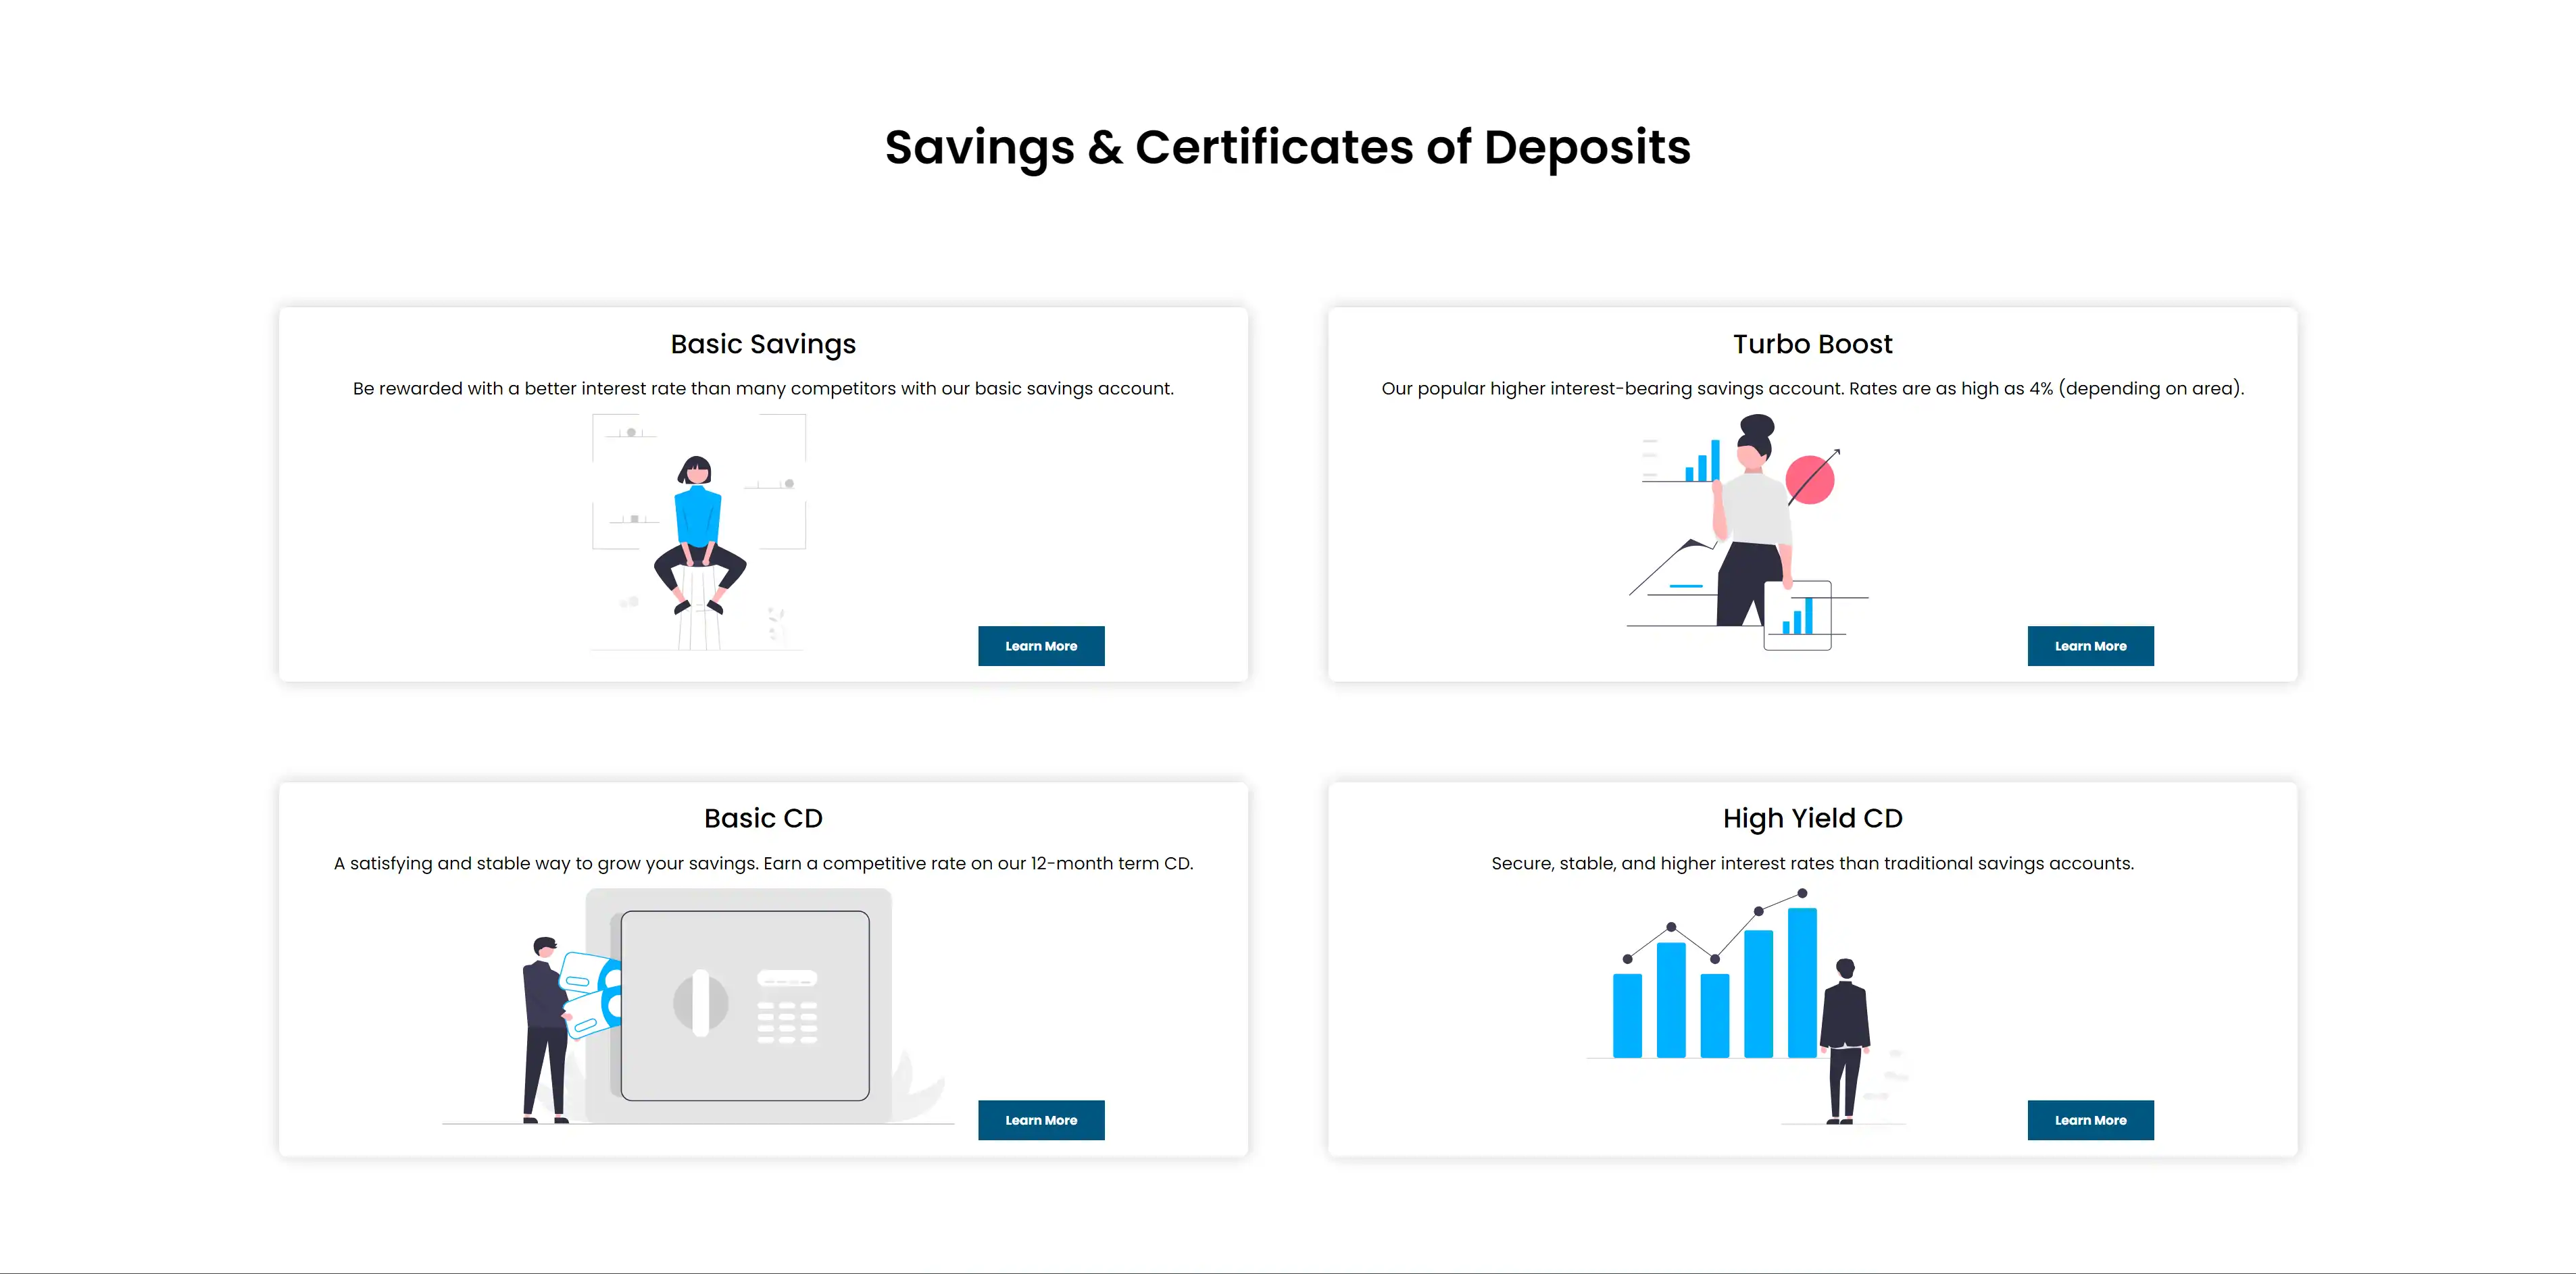 Savings & Certificates of Deposits
Basic Savings
Be rewarded with a better interest rate than many competitors with our basic savings account.
Learn More
Turbo Boost
Our popular higher interest-bearing savings account. Rates are as high as 4% (depending on area).
Learn More
Basic CD
A satisfying and stable way to grow your savings. Earn a competitive rate on our 12-month term CD.
Learn More
High Yield CD
Secure, stable, and higher interest rates than traditional savings accounts.
Learn More